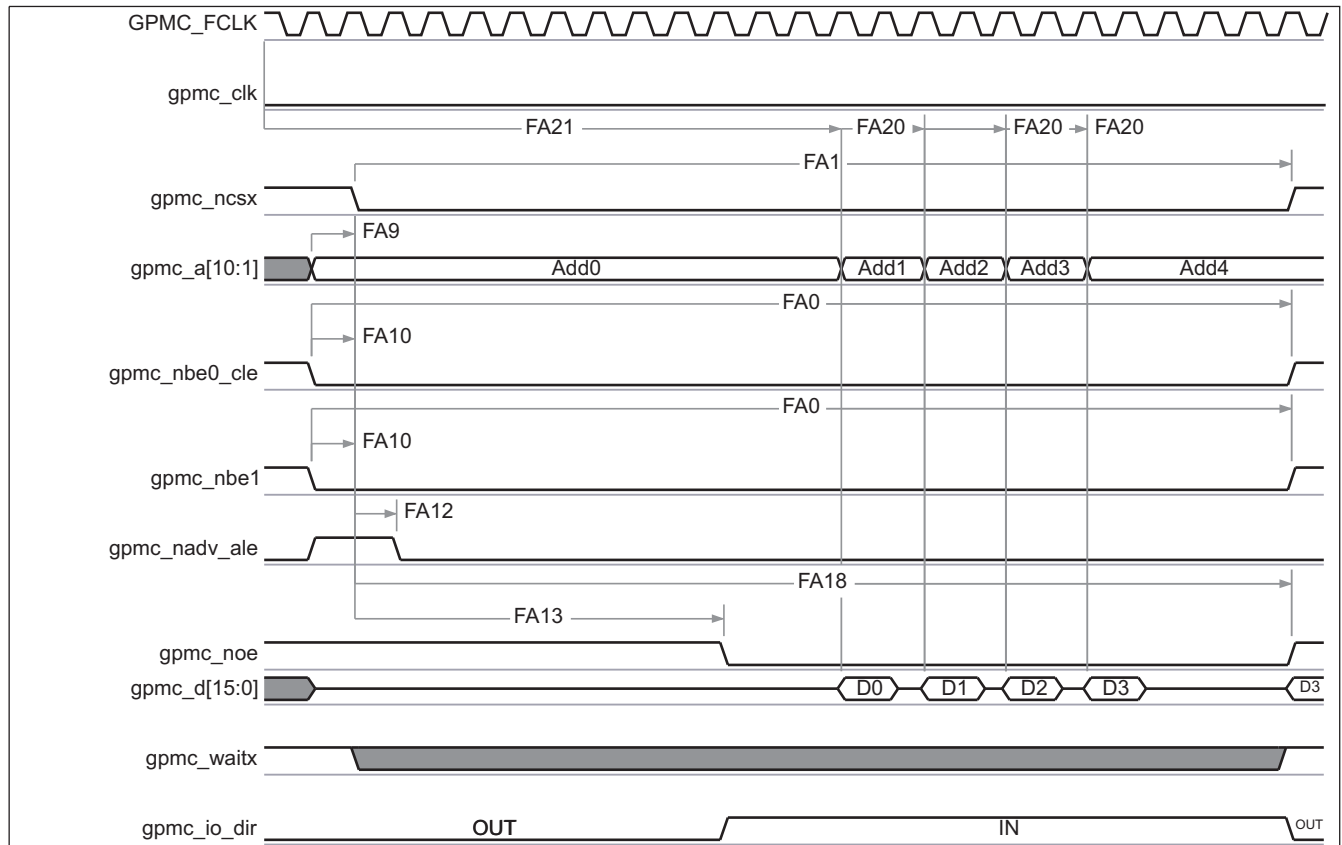 GPMC_FCLK
gpmc_clk
FA21 FA20 FA20 FA20
FA1
gpmc_ncsx
FA9
gpmc_a[10:1] Add0 Add1 Add2 Add3 Add4
FA0
FA10
gpmc_nbe0_cle
FA0
FA10
gpmc_nbe1
FA12
gpmc_nadv_ale
FA18
FA13
gpmc_noe
gpmc_d[15:0] D0 D1 D2 D3 D3
gpmc_waitx
gpmc_io_dir OUT IN OUT